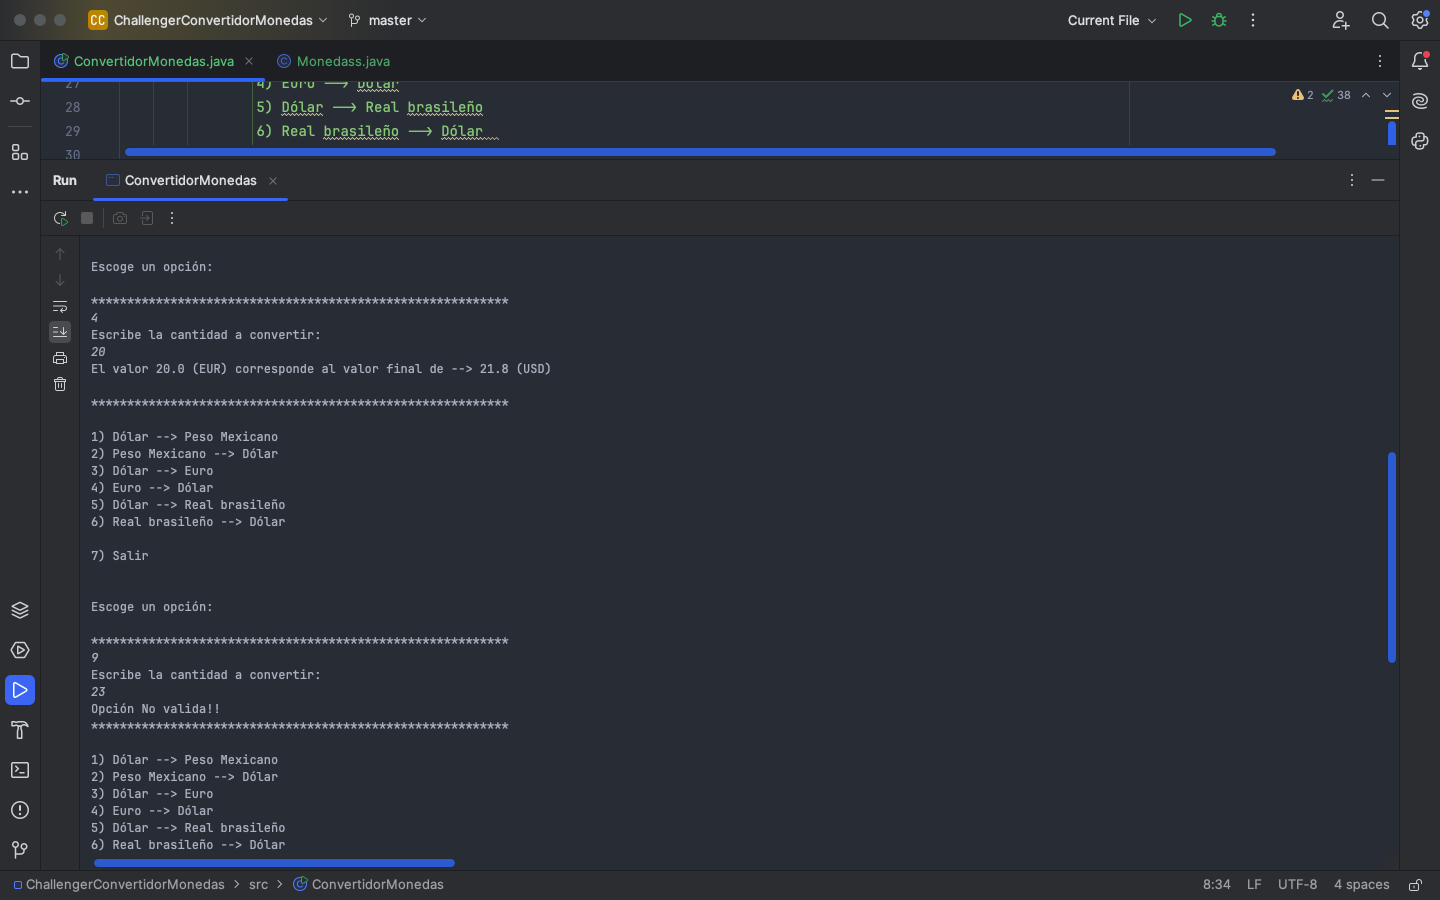 CC ChallengerConvertidorMonedas master Current File
ConvertidorMonedas.java Monedass.java
27 4) Euro --> Dólar
28 5) Dólar --> Real brasileño
29 6) Real brasileño --> Dólar
30
2 38
Run ConvertidorMonedas
Escoge un opción:
**********************************************************
4
Escribe la cantidad a convertir:
20
El valor 20.0 (EUR) corresponde al valor final de --> 21.8 (USD)
**********************************************************
1) Dólar --> Peso Mexicano
2) Peso Mexicano --> Dólar
3) Dólar --> Euro
4) Euro --> Dólar
5) Dólar --> Real brasileño
6) Real brasileño --> Dólar
7) Salir
Escoge un opción:
**********************************************************
9
Escribe la cantidad a convertir:
23
Opción No valida!!
**********************************************************
1) Dólar --> Peso Mexicano
2) Peso Mexicano --> Dólar
3) Dólar --> Euro
4) Euro --> Dólar
5) Dólar --> Real brasileño
6) Real brasileño --> Dólar
ChallengerConvertidorMonedas > src > ConvertidorMonedas 8:34 LF UTF-8 4 spaces